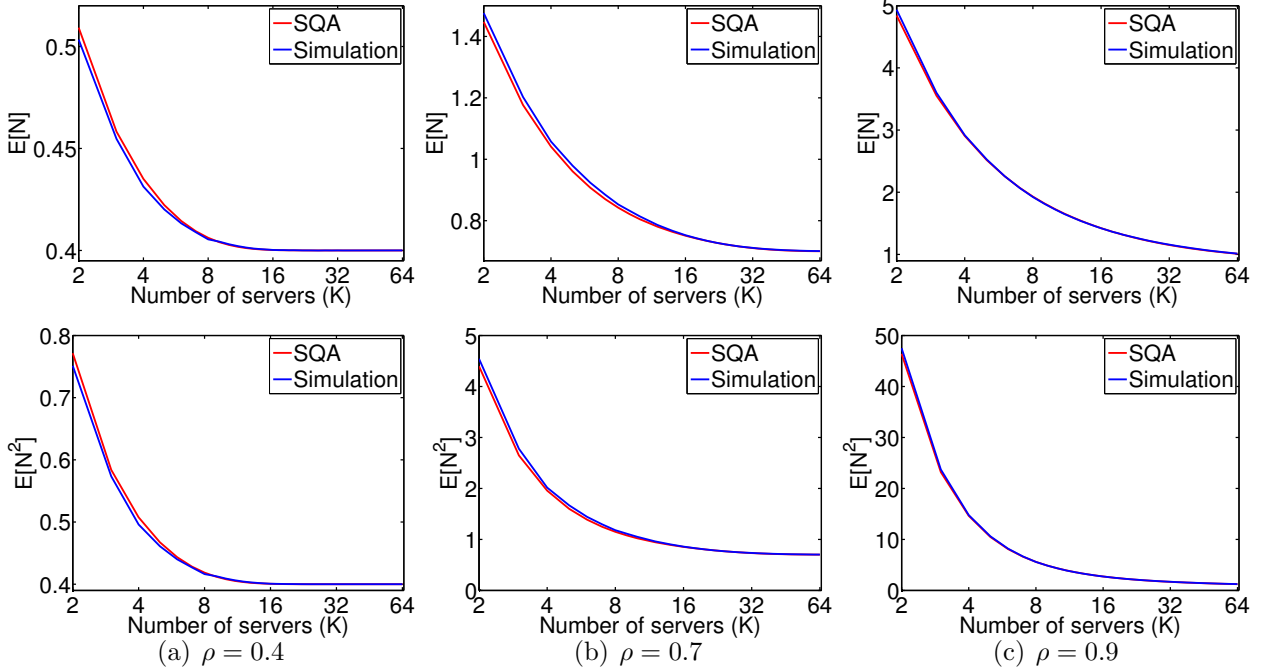 0.5
0.45
0.4
E[N]
2 4 8 16 32 64
Number of servers (K)
SQA
Simulation
1.4
1.2
1
0.8
E[N]
2 4 8 16 32 64
Number of servers (K)
SQA
Simulation
5
4
3
2
1
E[N]
2 4 8 16 32 64
Number of servers (K)
SQA
Simulation
0.8
0.7
0.6
0.5
0.4
E[N²]
2 4 8 16 32 64
Number of servers (K)
SQA
Simulation
(a) ρ = 0.4
5
4
3
2
1
0
E[N²]
2 4 8 16 32 64
Number of servers (K)
SQA
Simulation
(b) ρ = 0.7
50
40
30
20
10
0
E[N²]
2 4 8 16 32 64
Number of servers (K)
SQA
Simulation
(c) ρ = 0.9